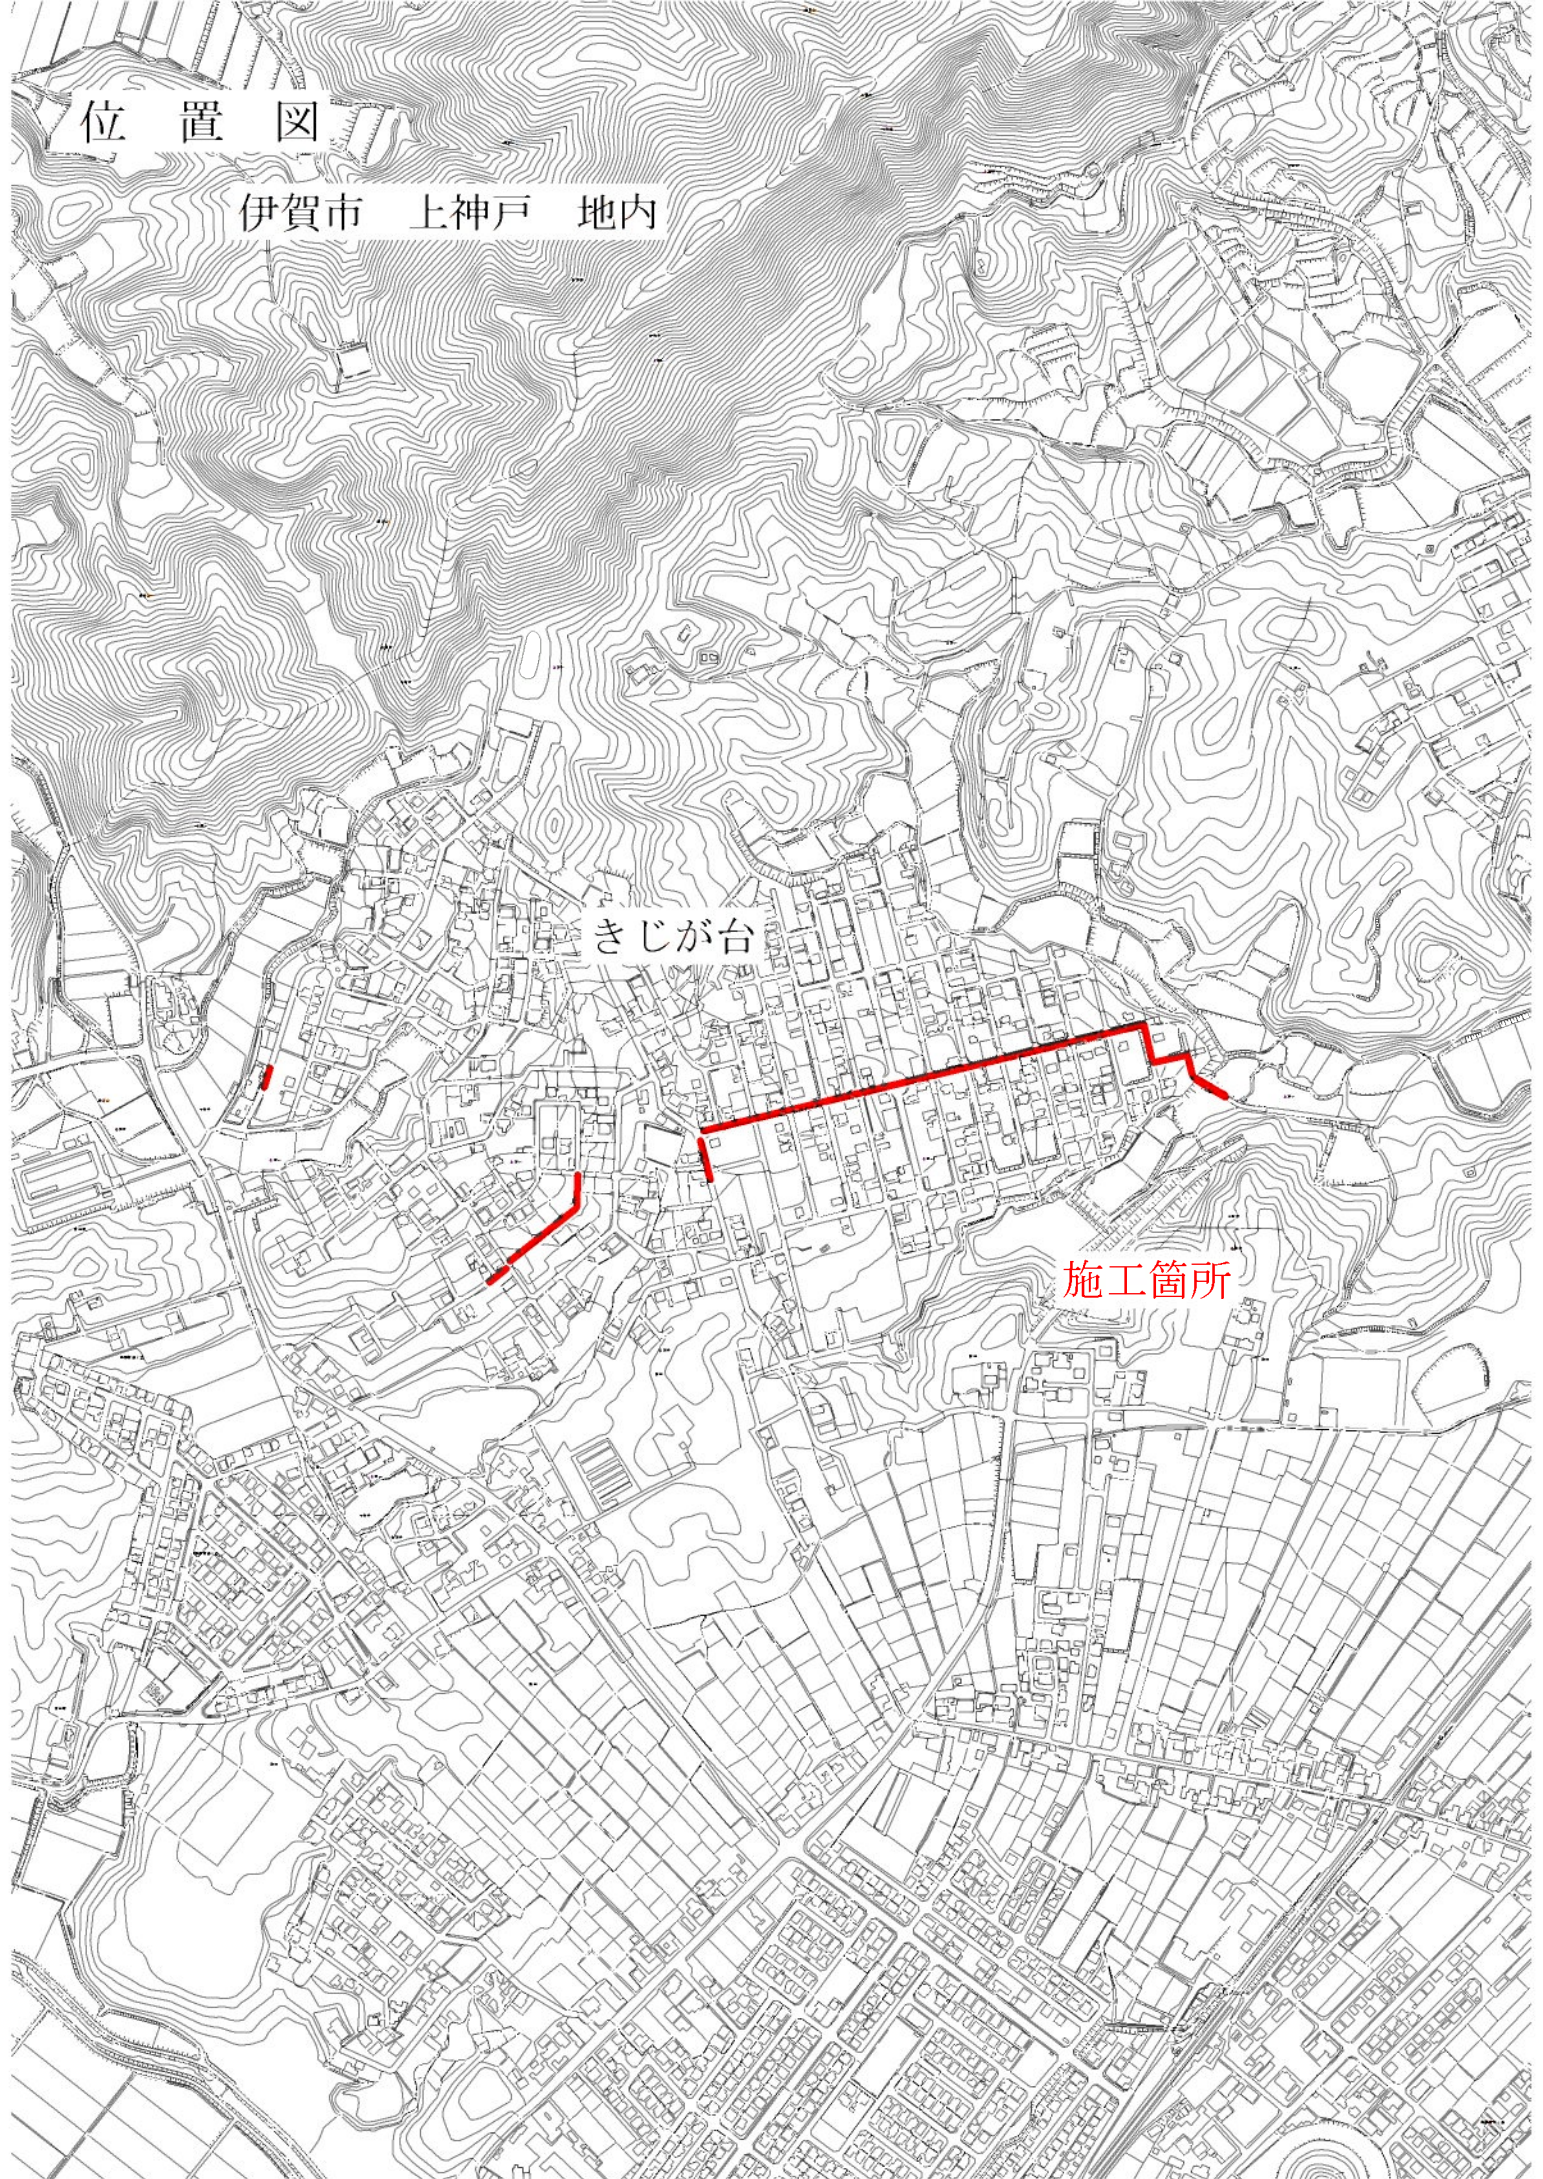 位　置　図
伊賀市　上神戸　地内
きじが台
施工箇所